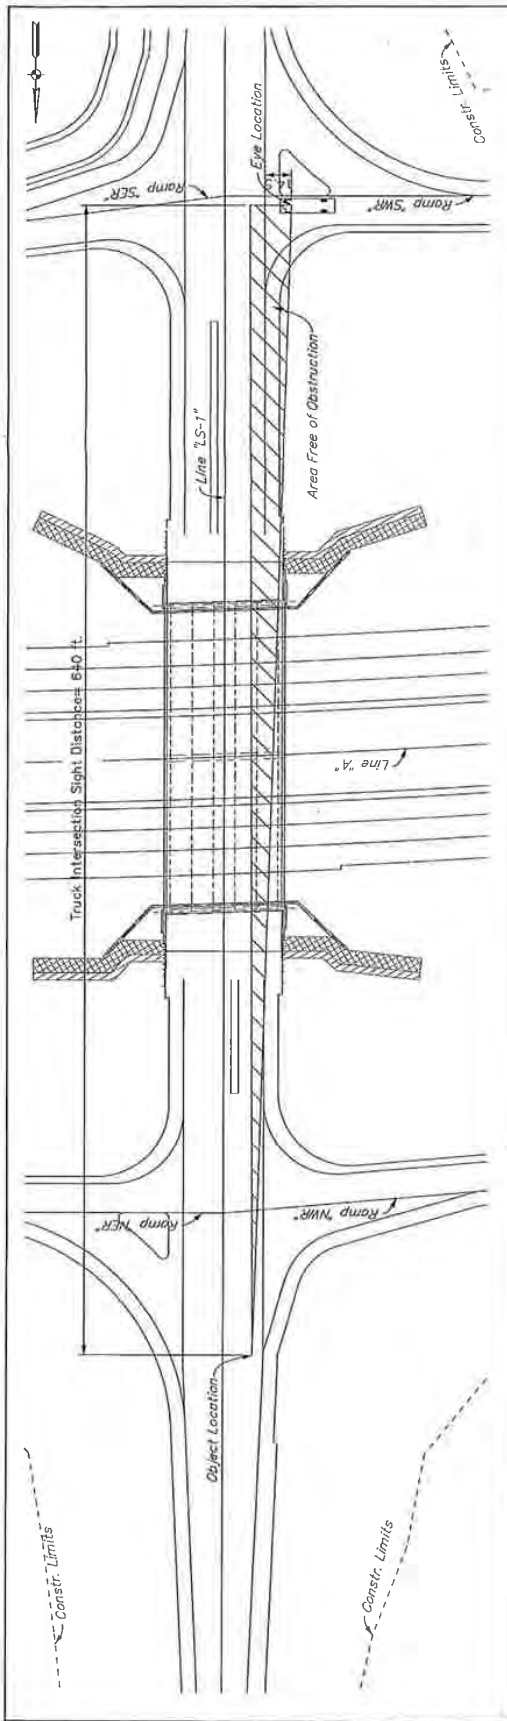 Constr. Limits
Eye Location
Ramp "SER"
Ramp "SWR"
Area Free of Obstruction
Line "LS-1"
Truck Intersection Sight Distance= 640 ft.
Line "A"
Ramp "NER"
Ramp "NWR"
Object Location
Constr. Limits
Constr. Limits